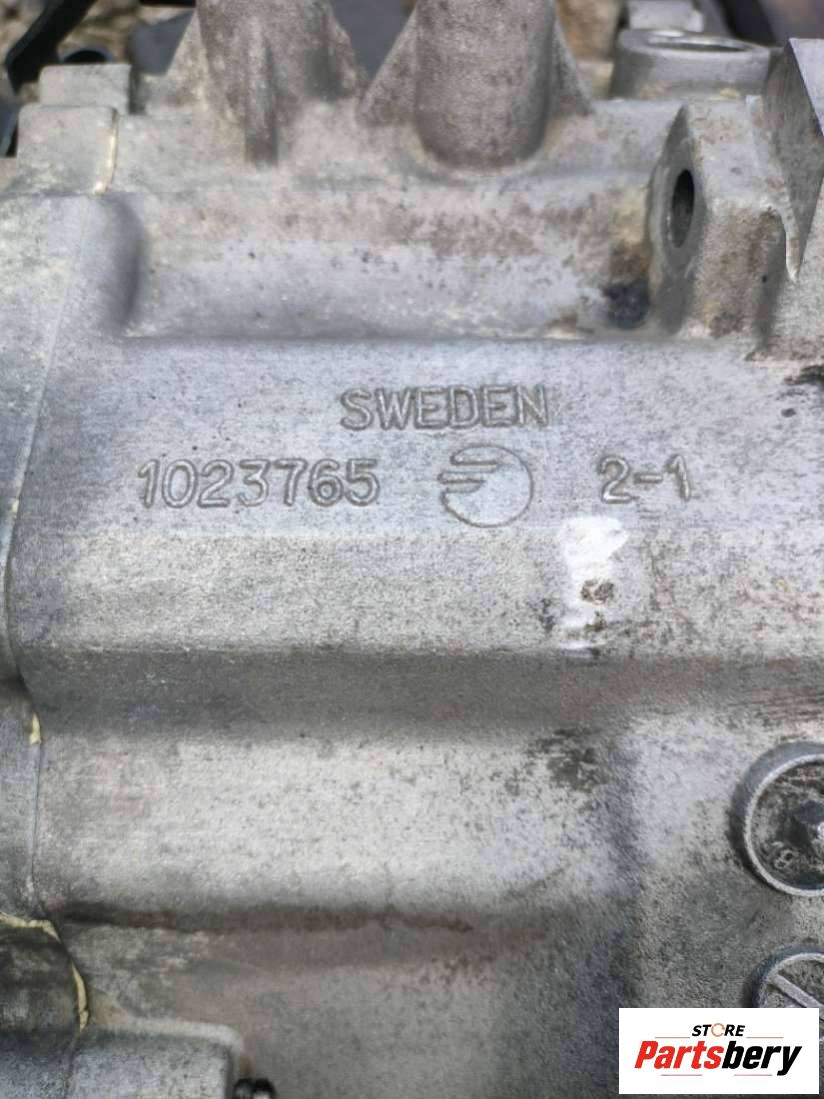 SWEDEN
1023765 2-1
STORE
Partsbery